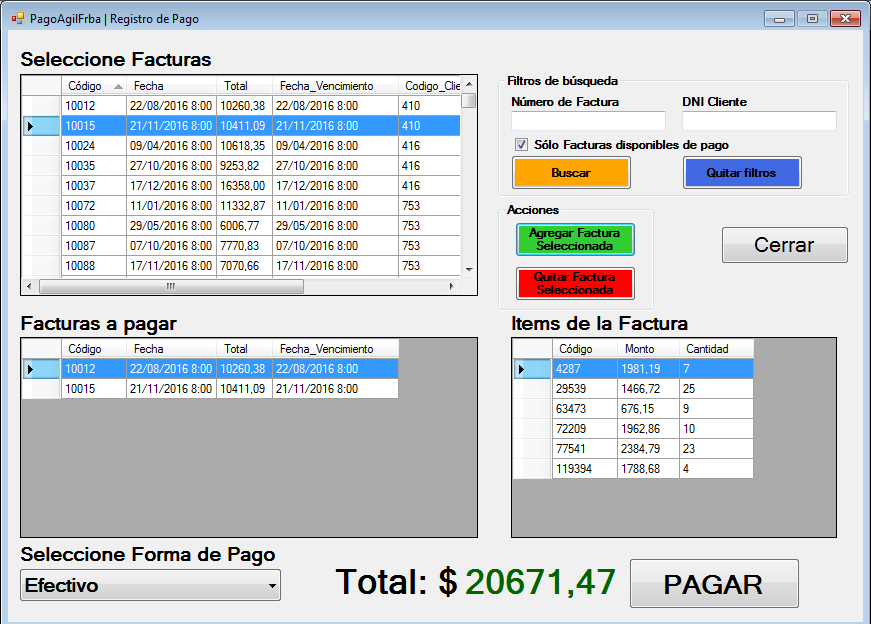 PagoAgilFrba | Registro de Pago
Seleccione Facturas
Código Fecha Total Fecha_Vencimiento Codigo_Clie
10012 22/08/2016 8:00 10260,38 22/08/2016 8:00 410
10015 21/11/2016 8:00 10411,09 21/11/2016 8:00 410
10024 09/04/2016 8:00 10618,35 09/04/2016 8:00 416
10035 27/10/2016 8:00 9253,82 27/10/2016 8:00 416
10037 17/12/2016 8:00 16358,00 17/12/2016 8:00 416
10072 11/01/2016 8:00 11332,87 11/01/2016 8:00 753
10080 29/05/2016 8:00 6006,77 29/05/2016 8:00 753
10087 07/10/2016 8:00 7770,83 07/10/2016 8:00 753
10088 17/11/2016 8:00 7070,66 17/11/2016 8:00 753
Filtros de búsqueda
Número de Factura DNI Cliente
Sólo Facturas disponibles de pago
Buscar Quitar filtros
Acciones
Agregar Factura
Seleccionada
Quitar Factura
Seleccionada
Cerrar
Facturas a pagar
Código Fecha Total Fecha_Vencimiento
10012 22/08/2016 8:00 10260,38 22/08/2016 8:00
10015 21/11/2016 8:00 10411,09 21/11/2016 8:00
Items de la Factura
Código Monto Cantidad
4287 1981,19 7
29539 1466,72 25
63473 676,15 9
72209 1962,86 10
77541 2384,79 23
119394 1788,68 4
Seleccione Forma de Pago
Efectivo
Total: $ 20671,47
PAGAR